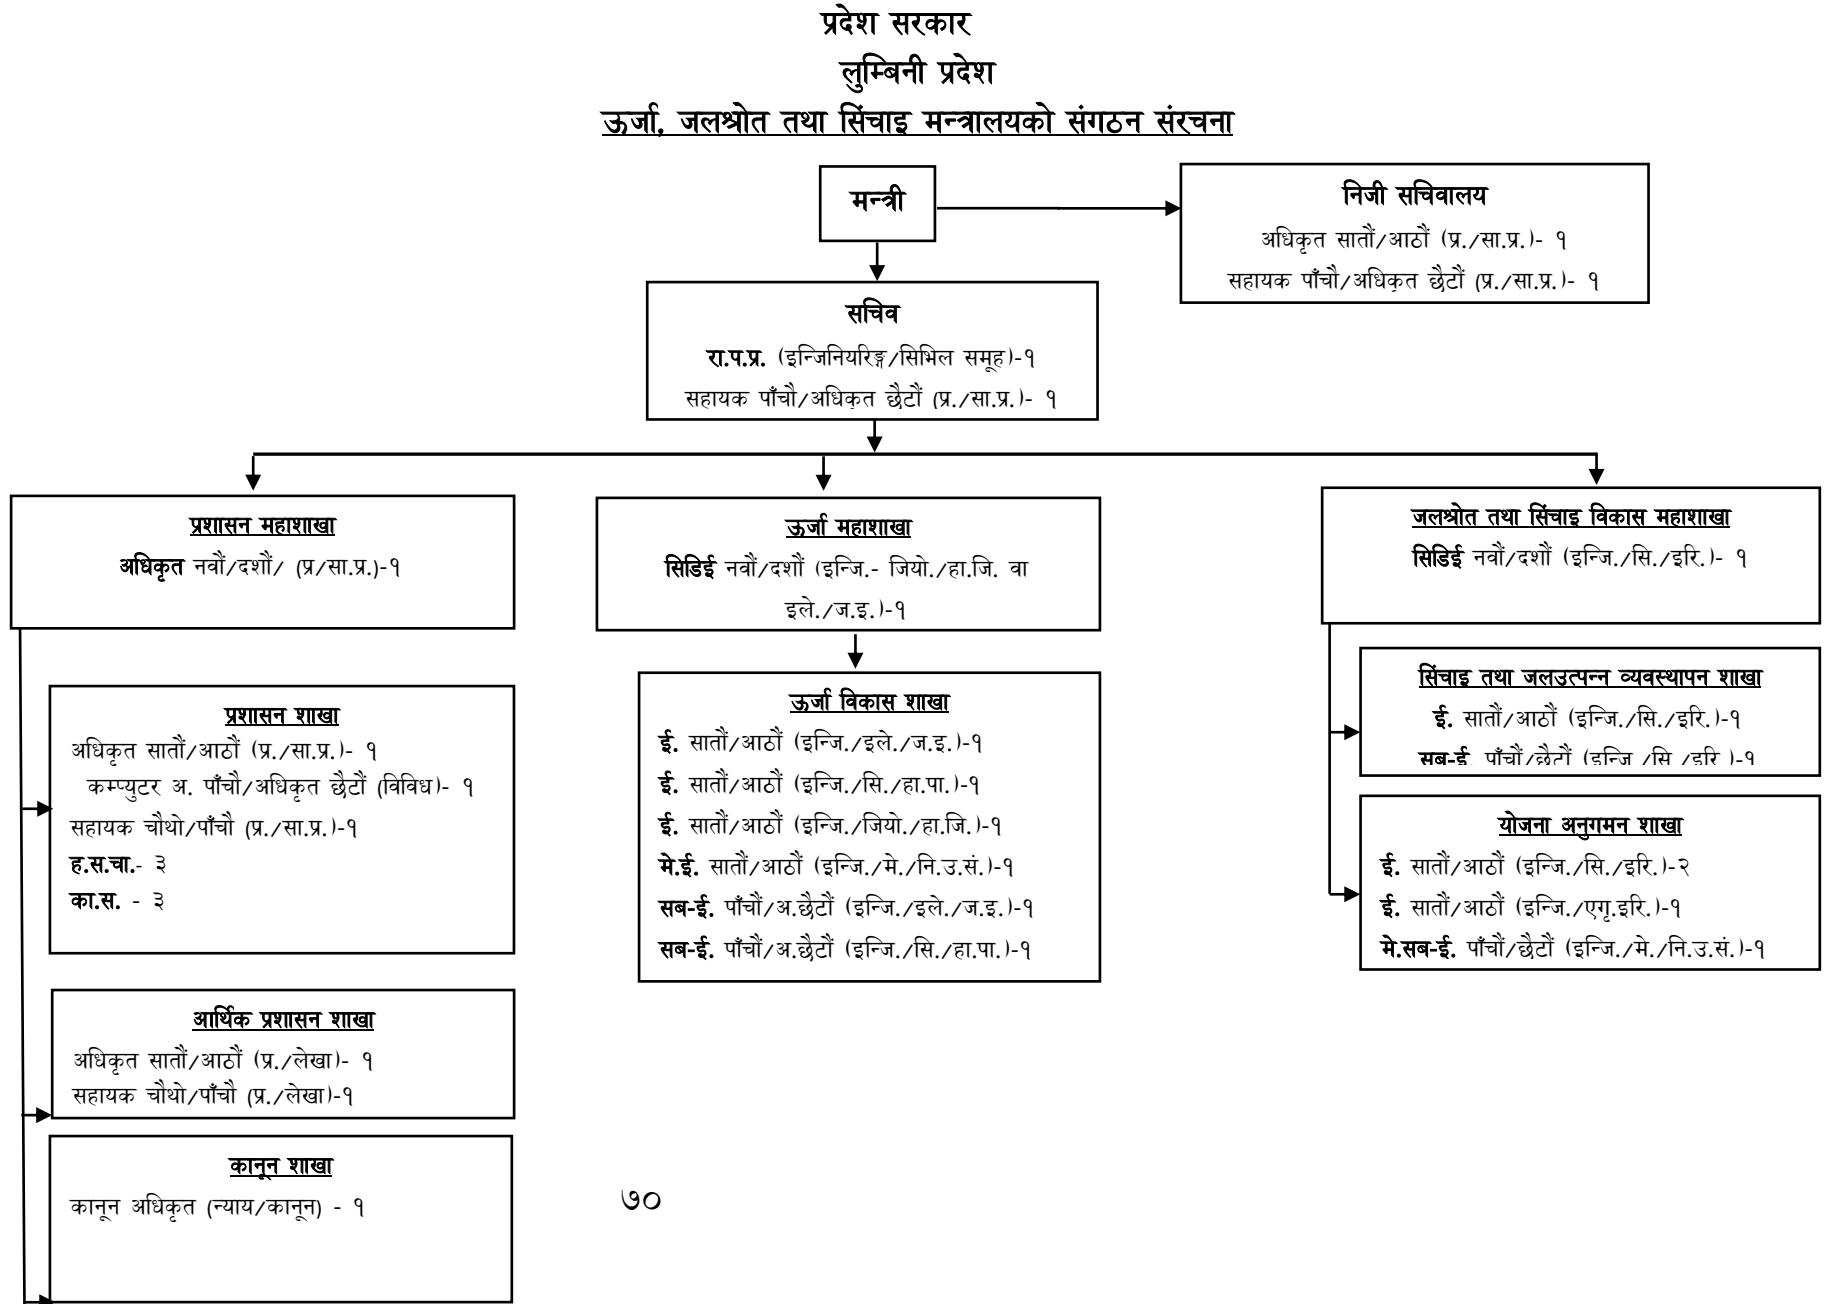 प्रदेश सरकार
लुम्बिनी प्रदेश
ऊर्जा, जलश्रोत तथा सिंचाइ मन्त्रालयको संगठन संरचना
मन्त्री
निजी सचिवालय
अधिकृत सातौं/आठौं (प्र./सा.प्र.)- १
सहायक पाँचौ/अधिकृत छैटौं (प्र./सा.प्र.)- १
सचिव
रा.प.प्र. (इन्जिनियरिङ्ग/सिभिल समूह)-१
सहायक पाँचौ/अधिकृत छैटौं (प्र./सा.प्र.)- १
प्रशासन महाशाखा
अधिकृत नवौं/दशौं/ (प्र/सा.प्र.)-१
प्रशासन शाखा
अधिकृत सातौं/आठौं (प्र./सा.प्र.)- १
कम्प्युटर अ. पाँचौ/अधिकृत छैटौं (विविध)- १
सहायक चौथो/पाँचौ (प्र./सा.प्र.)-१
ह.स.चा.- ३
का.स. - ३
आर्थिक प्रशासन शाखा
अधिकृत सातौं/आठौं (प्र./लेखा)- १
सहायक चौथो/पाँचौ (प्र./लेखा)-१
कानून शाखा
कानून अधिकृत (न्याय/कानून) - १
ऊर्जा महाशाखा
सिडिई नवौं/दशौं (इन्जि.- जियो./हा.जि. वा
इले./ज.इ.)-१
ऊर्जा विकास शाखा
ई. सातौं/आठौं (इन्जि./इले./ज.इ.)-१
ई. सातौं/आठौं (इन्जि./सि./हा.पा.)-१
ई. सातौं/आठौं (इन्जि./जियो./हा.जि.)-१
मे.ई. सातौं/आठौं (इन्जि./मे./नि.उ.सं.)-१
सब-ई. पाँचौं/अ.छैटौं (इन्जि./इले./ज.इ.)-१
सब-ई. पाँचौं/अ.छैटौं (इन्जि./सि./हा.पा.)-१
जलश्रोत तथा सिंचाइ विकास महाशाखा
सिडिई नवौं/दशौं (इन्जि./सि./इरि.)- १
सिंचाइ तथा जलउत्पन्न व्यवस्थापन शाखा
ई. सातौं/आठौं (इन्जि./सि./इरि.)-१
सब-ई. पाँचौं/छैटौं (इन्जि./सि./इरि.)-१
योजना अनुगमन शाखा
ई. सातौं/आठौं (इन्जि./सि./इरि.)-२
ई. सातौं/आठौं (इन्जि./एगृ.इरि.)-१
मे.सब-ई. पाँचौं/छैटौं (इन्जि./मे./नि.उ.सं.)-१
७०